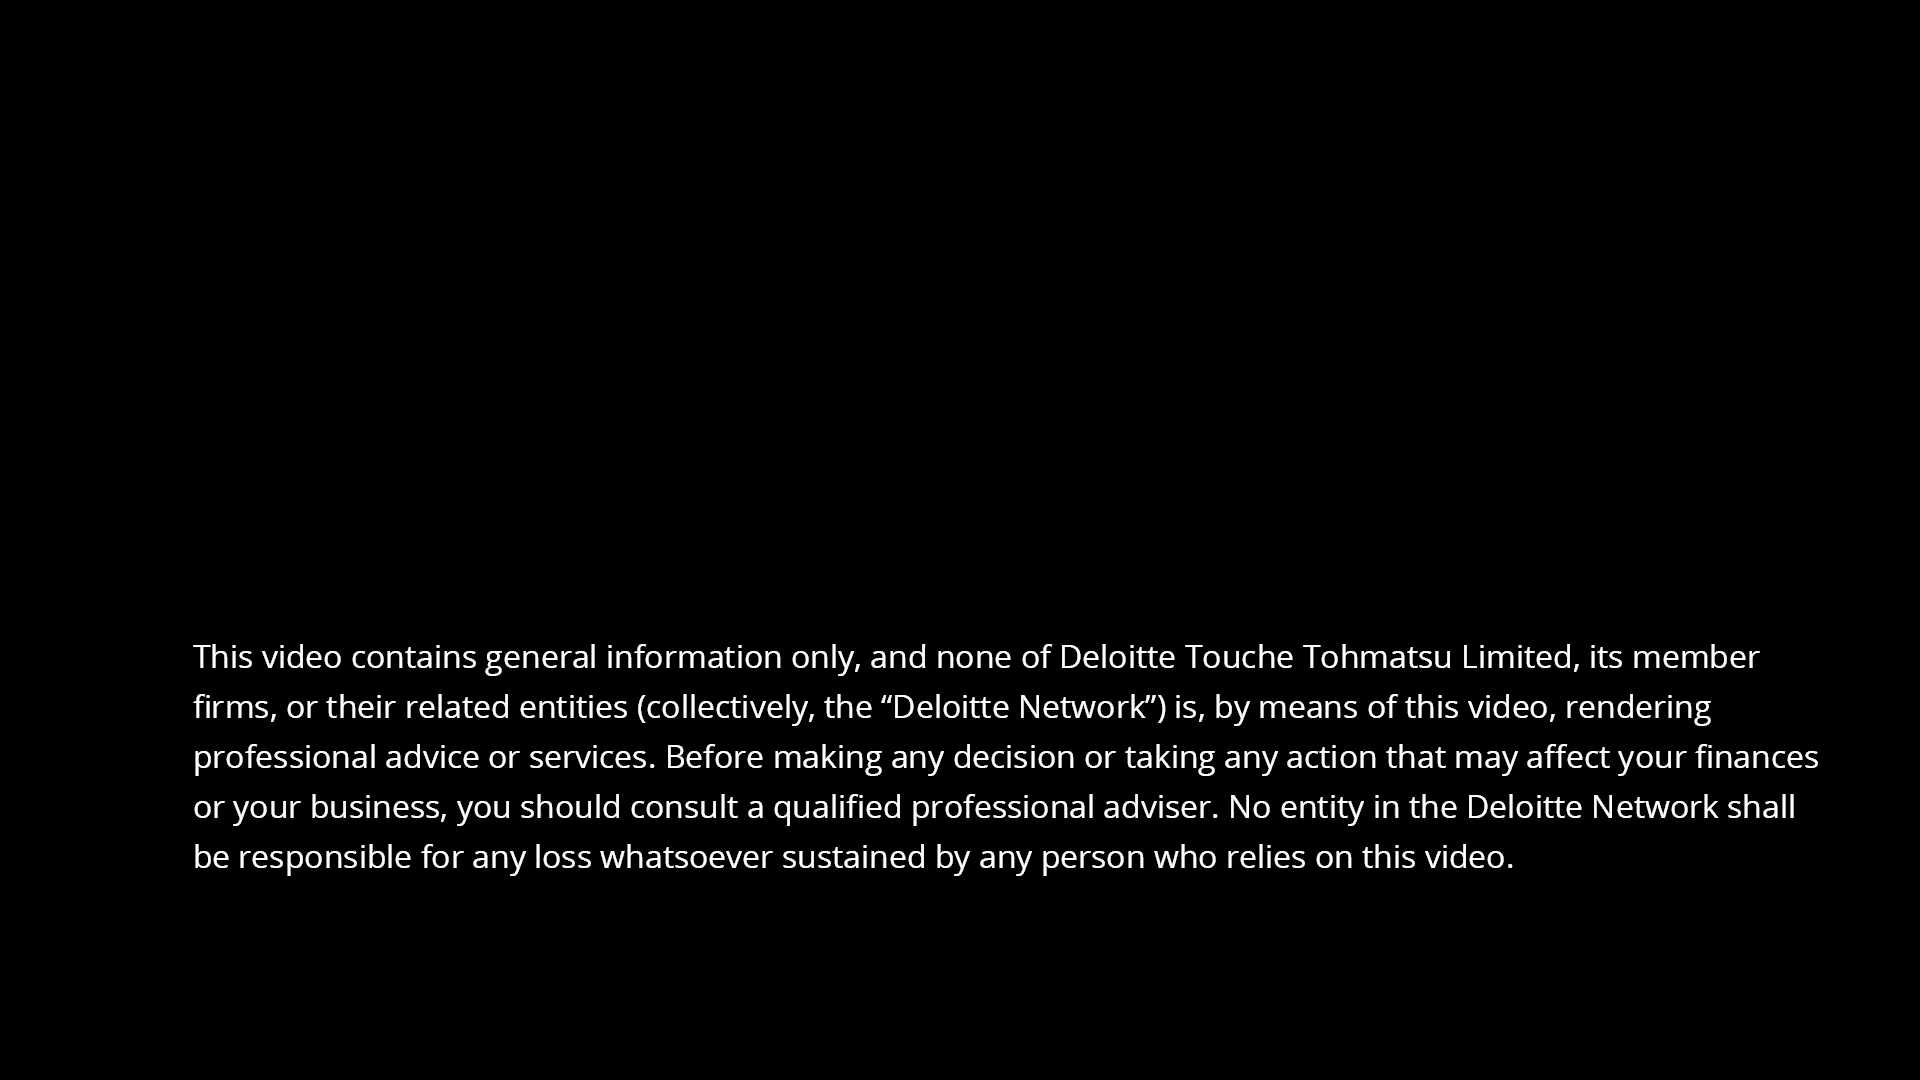 This video contains general information only, and none of Deloitte Touche Tohmatsu Limited, its member
firms, or their related entities (collectively, the “Deloitte Network”) is, by means of this video, rendering
professional advice or services. Before making any decision or taking any action that may affect your finances
or your business, you should consult a qualified professional adviser. No entity in the Deloitte Network shall
be responsible for any loss whatsoever sustained by any person who relies on this video.